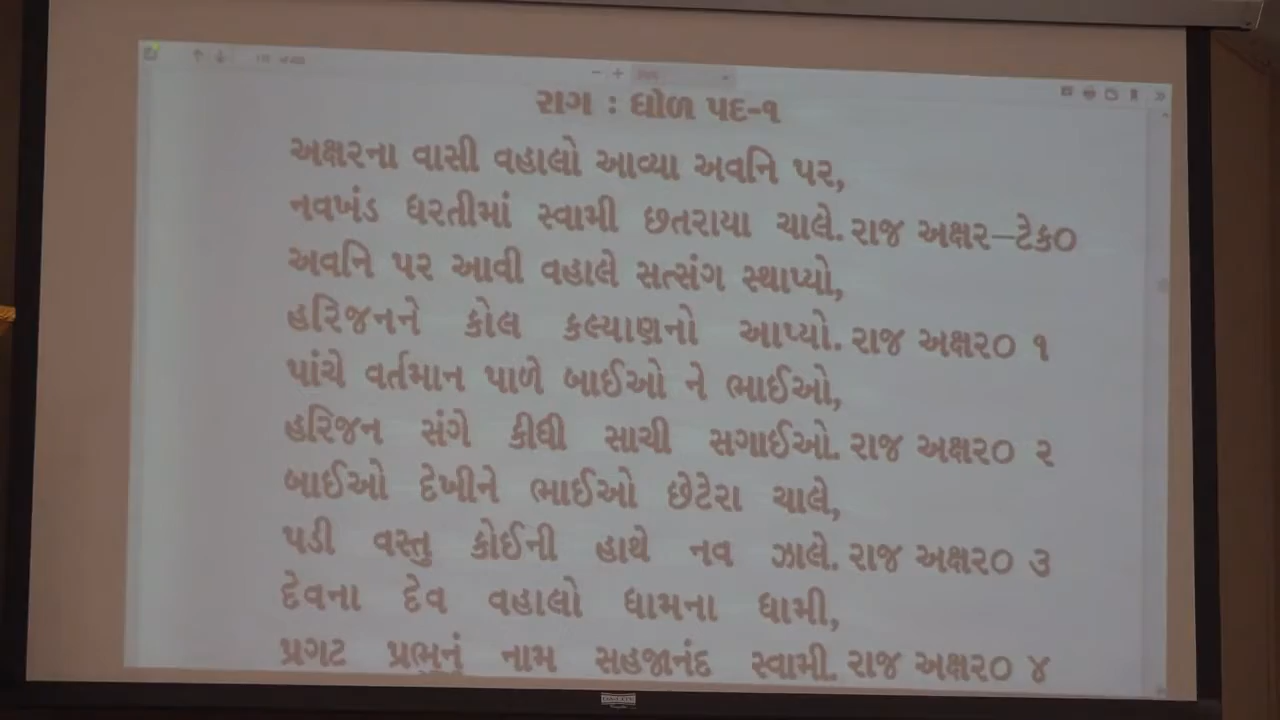 રાગ : ધોળ પદ-૧
અક્ષરના વાસી વહાલો આવ્યા અવનિ પર,
નવખંડ ધરતીમાં સ્વામી છતરાયા ચાલે. રાજ અક્ષર–ટેક૦
અવનિ પર આવી વહાલે સત્સંગ સ્થાપ્યો,
હરિજનને કોલ કલ્યાણનો આપ્યો. રાજ અક્ષર૦ ૧
પાંચે વર્તમાન પાળે બાઈઓ ને ભાઈઓ,
હરિજન સંગે કીધી સાચી સગાઈઓ. રાજ અક્ષર૦ ૨
બાઈઓ દેખીને ભાઈઓ છેટેરા ચાલે,
પડી વસ્તુ કોઈની હાથે નવ ઝાલે. રાજ અક્ષર૦ ૩
દેવના દેવ વહાલો ધામના ધામી,
પ્રગટ પ્રભુનું નામ સહજાનંદ સ્વામી. રાજ અક્ષર૦ ૪